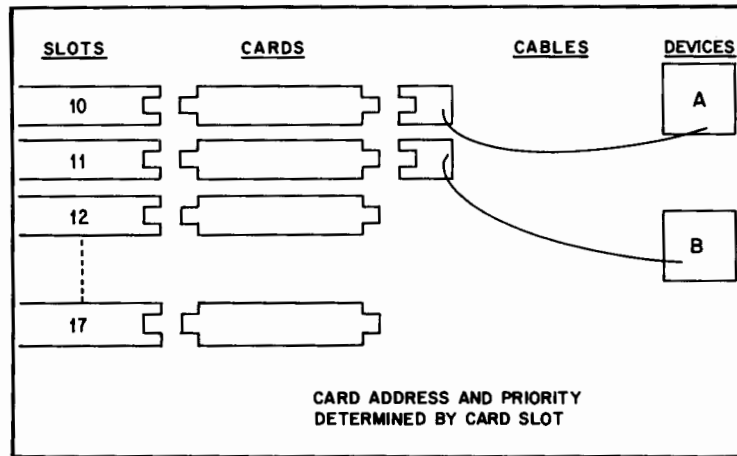 SLOTS CARDS CABLES DEVICES
10 A
11
12
B
17
CARD ADDRESS AND PRIORITY
DETERMINED BY CARD SLOT